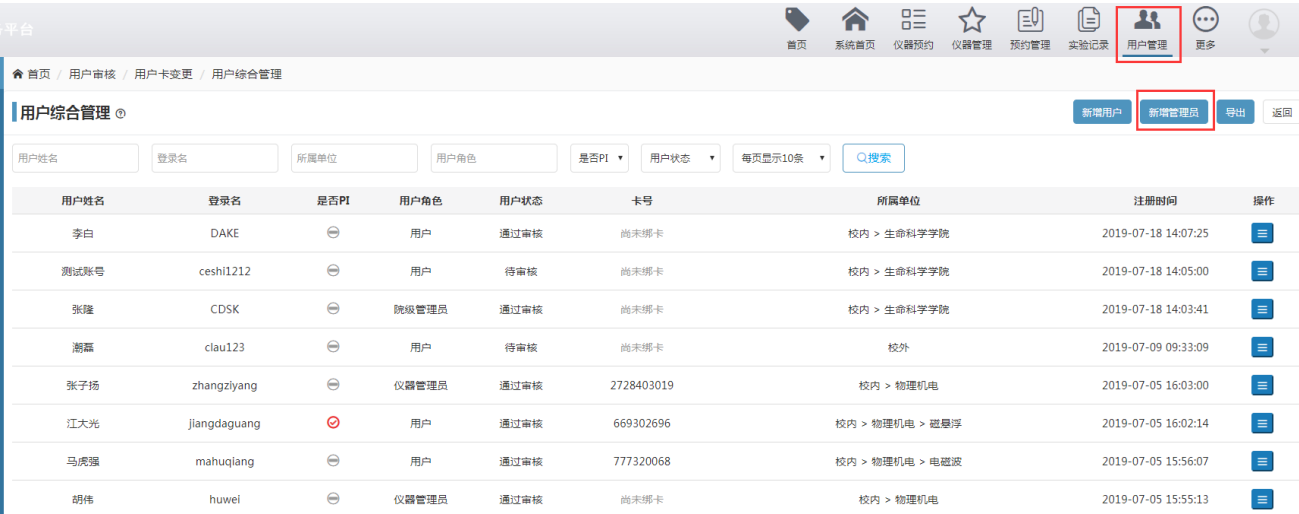 平台
首页 系统首页 仪器预约 仪器管理 预约管理 实验记录 用户管理 更多
首页 / 用户审核 / 用户卡变更 / 用户综合管理
用户综合管理
新增用户 新增管理员 导出 返回
用户姓名 登录名 所属单位 用户角色 是否PI 用户状态 每页显示10条 搜索
用户姓名 登录名 是否PI 用户角色 用户状态 卡号 所属单位 注册时间 操作
李白 DAKE 用户 通过审核 尚未绑卡 校内 > 生命科学学院 2019-07-18 14:07:25
测试账号 ceshi1212 用户 待审核 尚未绑卡 校内 > 生命科学学院 2019-07-18 14:05:00
张隆 CDSK 院级管理员 通过审核 尚未绑卡 校内 > 生命科学学院 2019-07-18 14:03:41
潮磊 clau123 用户 待审核 尚未绑卡 校外 2019-07-09 09:33:09
张子扬 zhangziyang 仪器管理员 通过审核 2728403019 校内 > 物理机电 2019-07-05 16:03:00
江大光 jiangdaguang 用户 通过审核 669302696 校内 > 物理机电 > 磁悬浮 2019-07-05 16:02:14
马虎强 mahuqiang 用户 通过审核 777320068 校内 > 物理机电 > 电磁波 2019-07-05 15:56:07
胡伟 huwei 仪器管理员 通过审核 尚未绑卡 校内 > 物理机电 2019-07-05 15:55:13